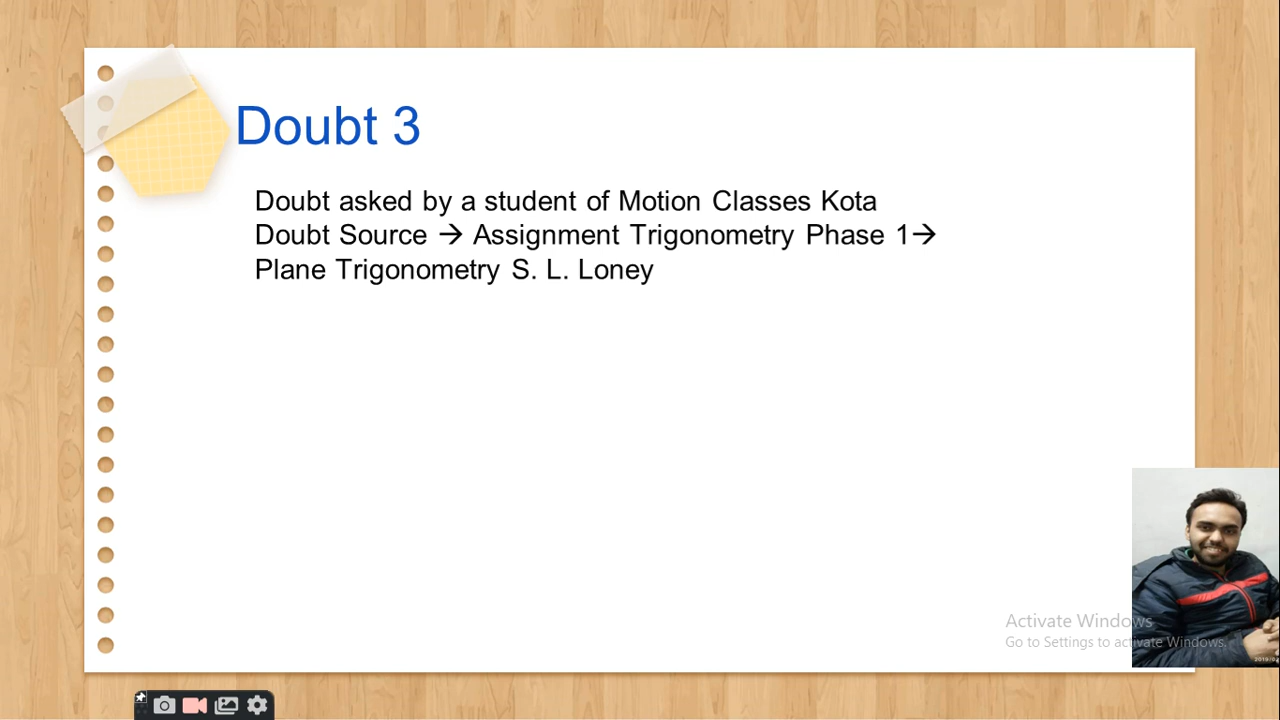 Doubt 3
Doubt asked by a student of Motion Classes Kota
Doubt Source → Assignment Trigonometry Phase 1→
Plane Trigonometry S. L. Loney
Activate Windows
Go to Settings to activate Windows.